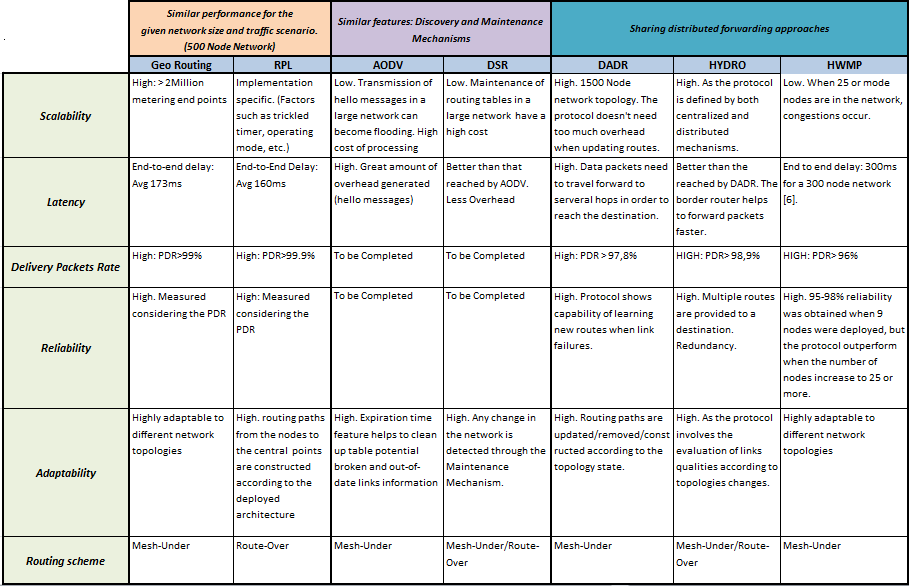 Similar performance for the
given network size and traffic scenario.
(500 Node Network)
Similar features: Discovery and Maintenance
Mechanisms
Sharing distributed forwarding approaches
Geo Routing
RPL
AODV
DSR
DADR
HYDRO
HWMP
Scalability
High: > 2Million
metering end points
Implementation
specific. (Factors
such as trickled
timer, operating
mode, etc.)
Low. Transmission of
hello messages in a
large network can
become flooding. High
cost of processing
Low. Maintenance of
routing tables in a
large network have a
high cost
High. 1500 Node
network topology. The
protocol doesn't need
too much overhead
when updating routes.
High. As the protocol
is defined by both
centralized and
distributed
mechanisms.
Low. When 25 or mode
nodes are in the network,
congestions occur.
Latency
End-to-end delay:
Avg 173ms
End-to-End Delay:
Avg 160ms
High. Great amount of
overhead generated
(hello messages)
Better than that
reached by AODV.
Less Overhead
High. Data packets need
to travel forward to
serveral hops in order to
reach the destination.
Better than the
reached by DADR. The
border router helps
to forward packets
faster.
End to end delay: 300ms
for a 300 node network
[6].
Delivery Packets Rate
High: PDR>99%
High: PDR>99.9%
To be Completed
To be Completed
High: PDR > 97,8%
HIGH: PDR> 98,9%
HIGH: PDR> 96%
Reliability
High. Measured
considering the PDR
High: Measured
considering the
PDR
To be Completed
To be Completed
High. Protocol shows
capability of learning
new routes when link
failures.
High. Multiple routes
are provided to a
destination.
Redundancy.
High. 95-98% reliability
was obtained when 9
nodes were deployed, but
the protocol outperform
when the number of
nodes increase to 25 or
more.
Adaptability
Highly adaptable to
different network
topologies
High. routing paths
from the nodes to
the central points
are constructed
according to the
deployed
architecture
High. Expiration time
feature helps to clean
up table potential
broken and out-of-
date links information
High. Any change in
the network is
detected through the
Maintenance
Mechanism.
High. Routing paths are
updated/removed/const
ructed according to the
topology state.
High. As the protocol
involves the
evaluation of links
qualities according to
topologies changes.
Highly adaptable to
different network
topologies
Routing scheme
Mesh-Under
Route-Over
Mesh-Under
Mesh-Under/Route-
Over
Mesh-Under
Mesh-Under/Route-
Over
Mesh-Under